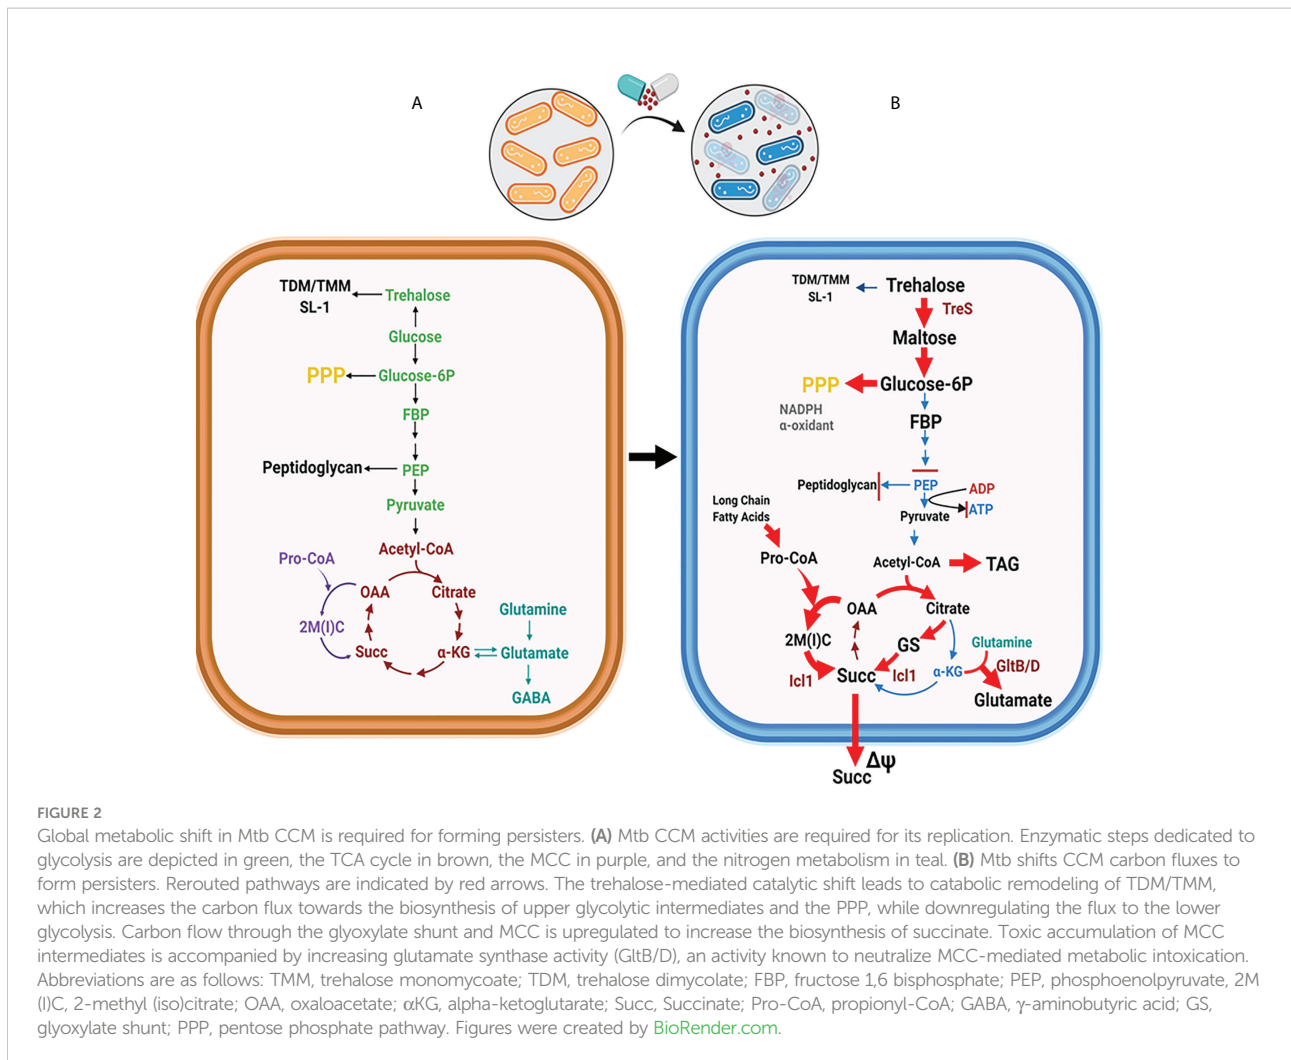 A
B
TDM/TMM
SL-1
Trehalose
Glucose
PPP
Glucose-6P
FBP
Peptidoglycan
PEP
Pyruvate
Acetyl-CoA
Pro-CoA
OAA
Citrate
2M(I)C
Succ
α-KG
Glutamine
Glutamate
GABA
TDM/TMM
SL-1
Trehalose
TreS
Maltose
PPP
Glucose-6P
NADPH
α-oxidant
FBP
Peptidoglycan
PEP
ADP
ATP
Pyruvate
Long Chain
Fatty Acids
Pro-CoA
Acetyl-CoA
TAG
OAA
Citrate
2M(I)C
GS
Glutamine
Icl1
Succ
Icl1
α-KG
GltB/D
Glutamate
Δψ
Succ
FIGURE 2
Global metabolic shift in Mtb CCM is required for forming persisters. (A) Mtb CCM activities are required for its replication. Enzymatic steps dedicated to
glycolysis are depicted in green, the TCA cycle in brown, the MCC in purple, and the nitrogen metabolism in teal. (B) Mtb shifts CCM carbon fluxes to
form persisters. Rerouted pathways are indicated by red arrows. The trehalose-mediated catalytic shift leads to catabolic remodeling of TDM/TMM,
which increases the carbon flux towards the biosynthesis of upper glycolytic intermediates and the PPP, while downregulating the flux to the lower
glycolysis. Carbon flow through the glyoxylate shunt and MCC is upregulated to increase the biosynthesis of succinate. Toxic accumulation of MCC
intermediates is accompanied by increasing glutamate synthase activity (GltB/D), an activity known to neutralize MCC-mediated metabolic intoxication.
Abbreviations are as follows: TMM, trehalose monomycoate; TDM, trehalose dimycolate; FBP, fructose 1,6 bisphosphate; PEP, phosphoenolpyruvate, 2M
(I)C, 2-methyl (iso)citrate; OAA, oxaloacetate; αKG, alpha-ketoglutarate; Succ, Succinate; Pro-CoA, propionyl-CoA; GABA, γ-aminobutyric acid; GS,
glyoxylate shunt; PPP, pentose phosphate pathway. Figures were created by BioRender.com.